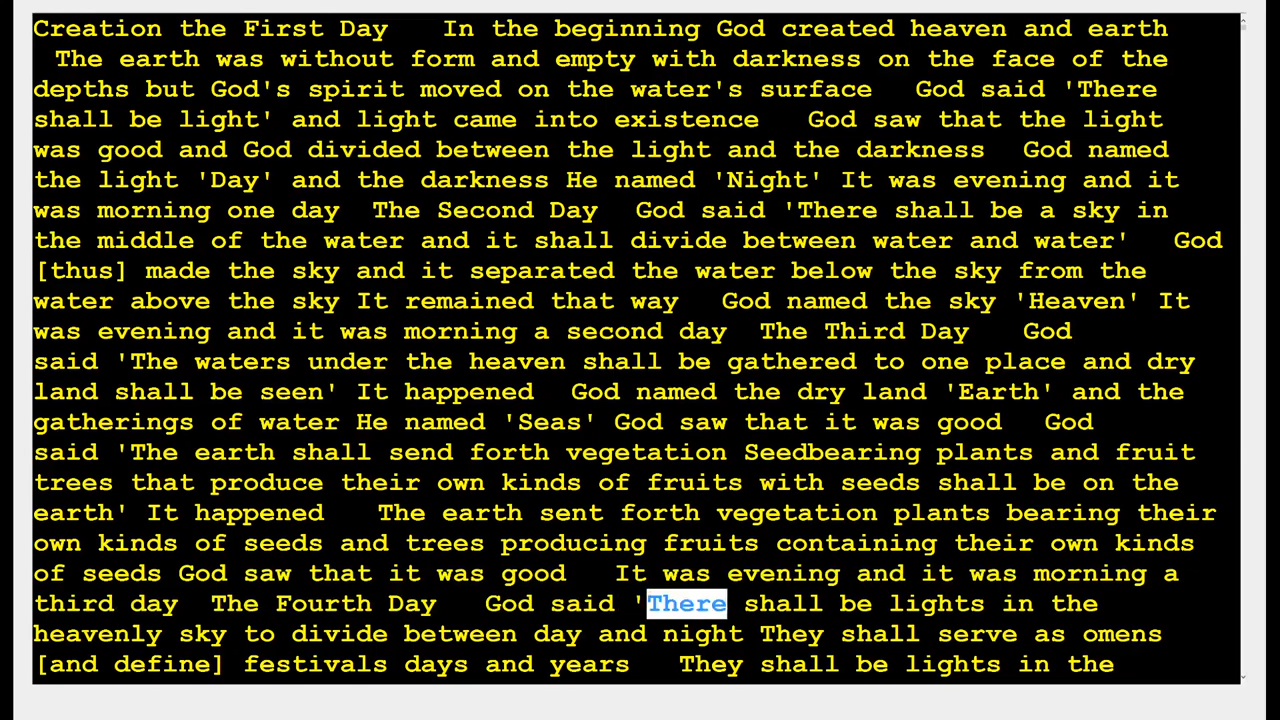 Creation the First Day   In the beginning God created heaven and earth
The earth was without form and empty with darkness on the face of the
depths but God's spirit moved on the water's surface   God said 'There
shall be light' and light came into existence   God saw that the light
was good and God divided between the light and the darkness   God named
the light 'Day' and the darkness He named 'Night' It was evening and it
was morning one day  The Second Day   God said 'There shall be a sky in
the middle of the water and it shall divide between water and water'   God
[thus] made the sky and it separated the water below the sky from the
water above the sky It remained that way   God named the sky 'Heaven' It
was evening and it was morning a second day  The Third Day    God
said 'The waters under the heaven shall be gathered to one place and dry
land shall be seen' It happened   God named the dry land 'Earth' and the
gatherings of water He named 'Seas' God saw that it was good   God
said 'The earth shall send forth vegetation Seedbearing plants and fruit
trees that produce their own kinds of fruits with seeds shall be on the
earth' It happened   The earth sent forth vegetation plants bearing their
own kinds of seeds and trees producing fruits containing their own kinds
of seeds God saw that it was good   It was evening and it was morning a
third day  The Fourth Day   God said 'There shall be lights in the
heavenly sky to divide between day and night They shall serve as omens
[and define] festivals days and years   They shall be lights in the